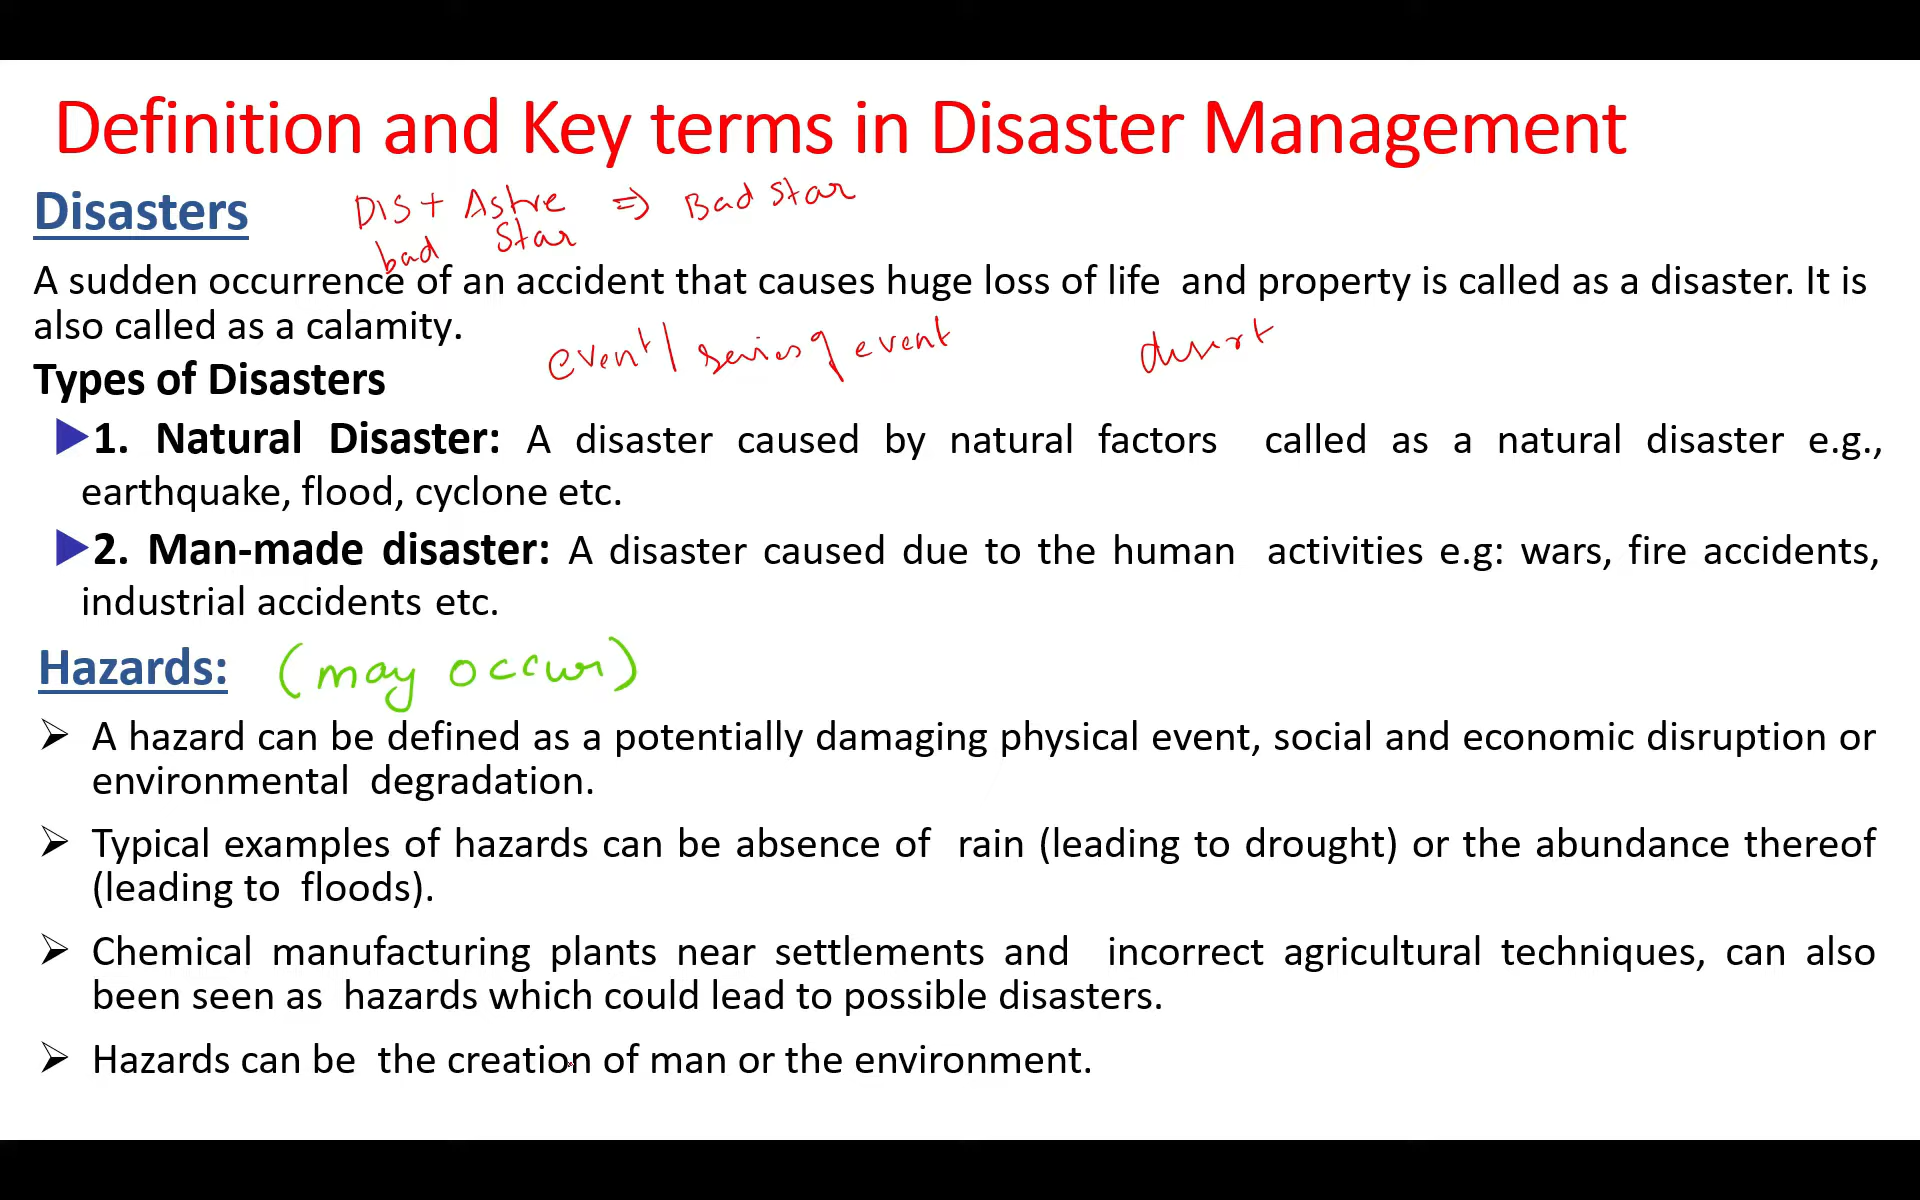 Definition and Key terms in Disaster Management
Disasters
DIS + Astre => Bad Star
bad Star
A sudden occurrence of an accident that causes huge loss of life and property is called as a disaster. It is
also called as a calamity.
event / series of event
Types of Disasters
1. Natural Disaster: A disaster caused by natural factors called as a natural disaster e.g.,
earthquake, flood, cyclone etc.
2. Man-made disaster: A disaster caused due to the human activities e.g: wars, fire accidents,
industrial accidents etc.
Hazards: (may occur)
➢ A hazard can be defined as a potentially damaging physical event, social and economic disruption or
environmental degradation.
➢ Typical examples of hazards can be absence of rain (leading to drought) or the abundance thereof
(leading to floods).
➢ Chemical manufacturing plants near settlements and incorrect agricultural techniques, can also
been seen as hazards which could lead to possible disasters.
➢ Hazards can be the creation of man or the environment.